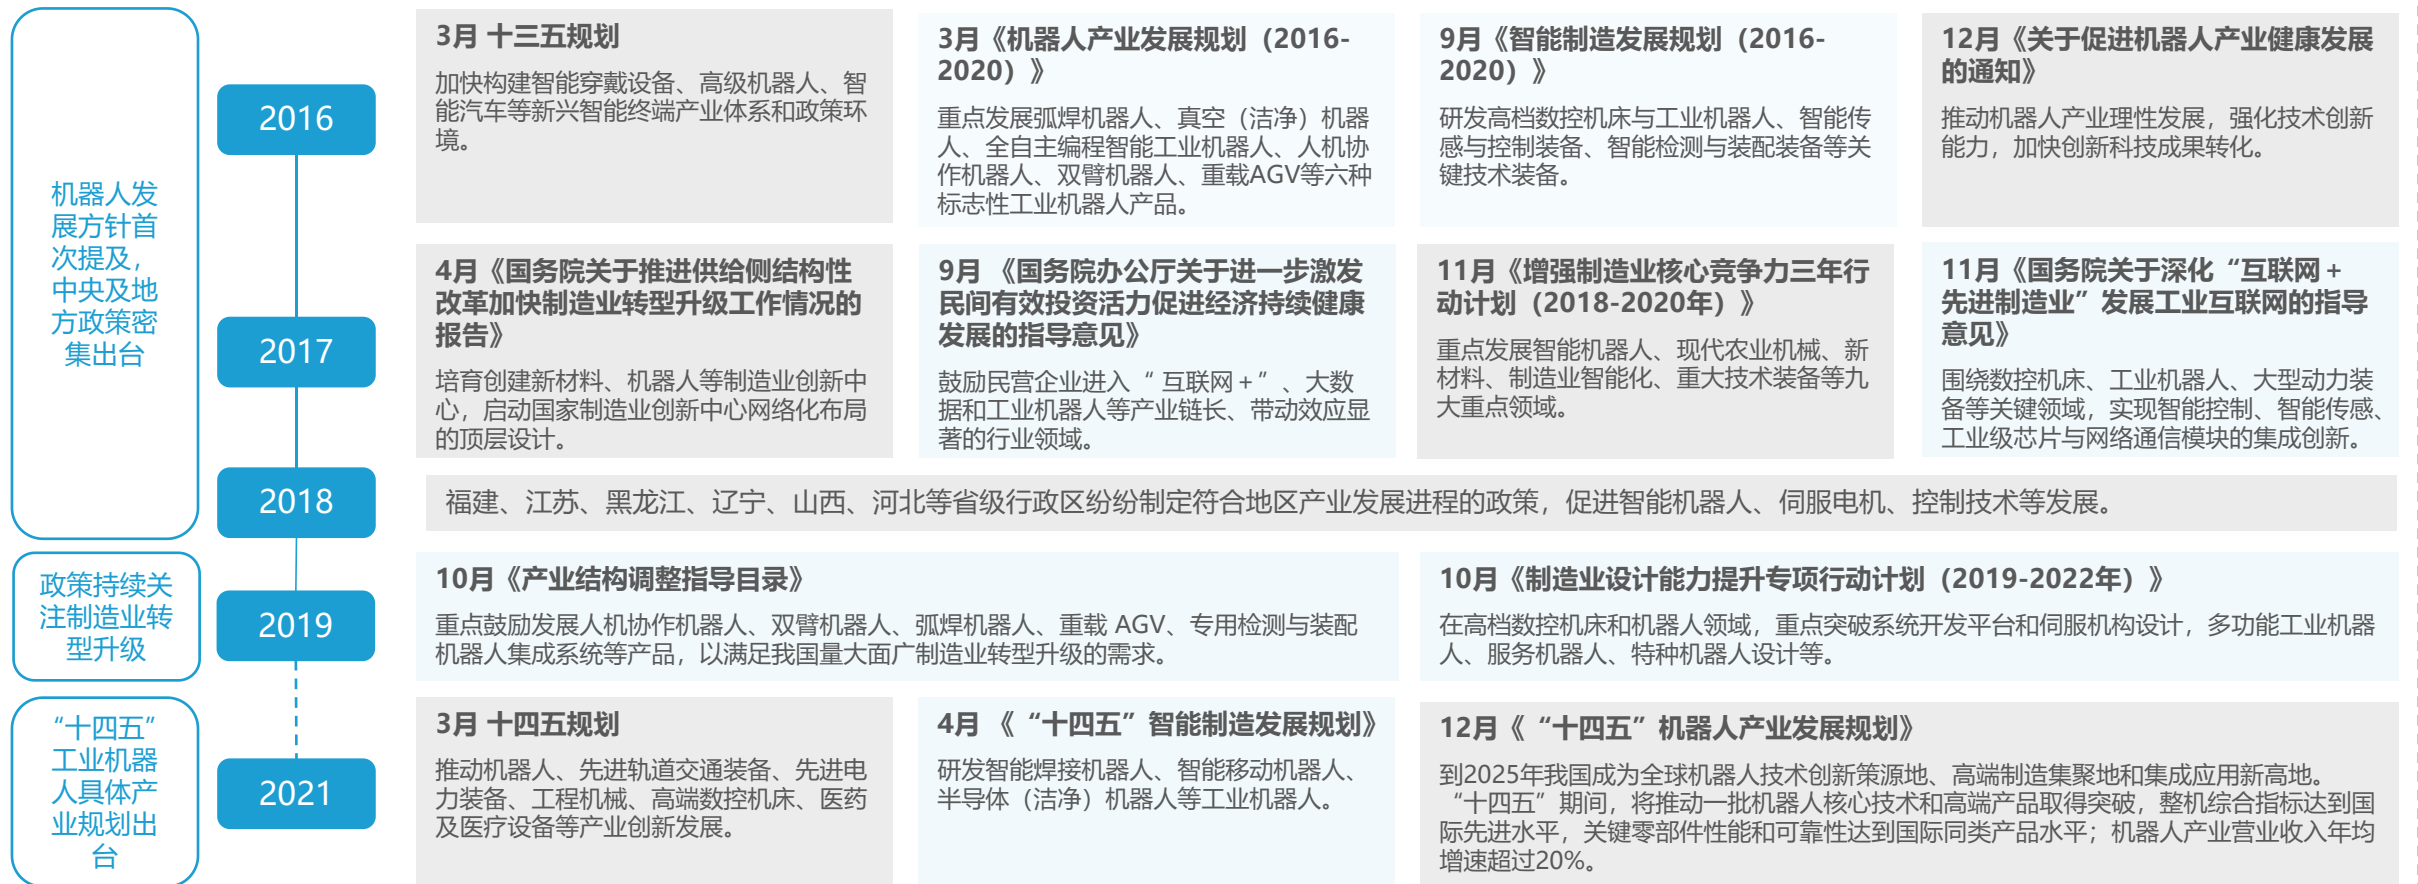 机器人发
展方针首
次提及，
中央及地
方政策密
集出台
2016
3月 十三五规划
加快构建智能穿戴设备、高级机器人、智
能汽车等新兴智能终端产业体系和政策环
境。
3月《机器人产业发展规划（2016-
2020）》
重点发展弧焊机器人、真空（洁净）机器
人、全自主编程智能工业机器人、人机协
作机器人、双臂机器人、重载AGV等六种
标志性工业机器人产品。
9月《智能制造发展规划（2016-
2020）》
研发高档数控机床与工业机器人、智能传
感与控制装备、智能检测与装配装备等关
键技术装备。
12月《关于促进机器人产业健康发展
的通知》
推动机器人产业理性发展，强化技术创新
能力，加快创新科技成果转化。
2017
4月《国务院关于推进供给侧结构性
改革加快制造业转型升级工作情况的
报告》
培育创建新材料、机器人等制造业创新中
心，启动国家制造业创新中心网络化布局
的顶层设计。
9月 《国务院办公厅关于进一步激发
民间有效投资活力促进经济持续健康
发展的指导意见》
鼓励民营企业进入“ 互联网＋”、大数
据和工业机器人等产业链长、带动效应显
著的行业领域。
11月《增强制造业核心竞争力三年行
动计划（2018-2020年）》
重点发展智能机器人、现代农业机械、新
材料、制造业智能化、重大技术装备等九
大重点领域。
11月《国务院关于深化“互联网＋
先进制造业”发展工业互联网的指导
意见》
围绕数控机床、工业机器人、大型动力装
备等关键领域，实现智能控制、智能传感、
工业级芯片与网络通信模块的集成创新。
2018
福建、江苏、黑龙江、辽宁、山西、河北等省级行政区纷纷制定符合地区产业发展进程的政策，促进智能机器人、伺服电机、控制技术等发展。
政策持续关
注制造业转
型升级
2019
10月《产业结构调整指导目录》
重点鼓励发展人机协作机器人、双臂机器人、弧焊机器人、重载 AGV、专用检测与装配
机器人集成系统等产品，以满足我国量大面广制造业转型升级的需求。
10月《制造业设计能力提升专项行动计划（2019-2022年）》
在高档数控机床和机器人领域，重点突破系统开发平台和伺服机构设计，多功能工业机器
人、服务机器人、特种机器人设计等。
“十四五”
工业机器
人具体产
业规划出
台
2021
3月 十四五规划
推动机器人、先进轨道交通装备、先进电
力装备、工程机械、高端数控机床、医药
及医疗设备等产业创新发展。
4月 《“十四五”智能制造发展规划》
研发智能焊接机器人、智能移动机器人、
半导体（洁净）机器人等工业机器人。
12月《“十四五”机器人产业发展规划》
到2025年我国成为全球机器人技术创新策源地、高端制造集聚地和集成应用新高地。
“十四五”期间，将推动一批机器人核心技术和高端产品取得突破，整机综合指标达到国
际先进水平，关键零部件性能和可靠性达到国际同类产品水平；机器人产业营业收入年均
增速超过20%。